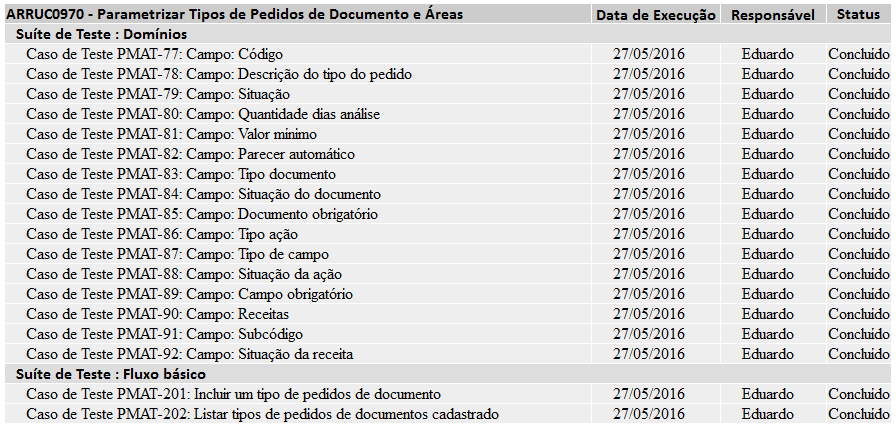 ARRUC0970 - Parametrizar Tipos de Pedidos de Documento e Áreas Data de Execução Responsável Status
Suíte de Teste : Domínios
Caso de Teste PMAT-77: Campo: Código 27/05/2016 Eduardo Concluido
Caso de Teste PMAT-78: Campo: Descrição do tipo do pedido 27/05/2016 Eduardo Concluido
Caso de Teste PMAT-79: Campo: Situação 27/05/2016 Eduardo Concluido
Caso de Teste PMAT-80: Campo: Quantidade dias análise 27/05/2016 Eduardo Concluido
Caso de Teste PMAT-81: Campo: Valor minimo 27/05/2016 Eduardo Concluido
Caso de Teste PMAT-82: Campo: Parecer automático 27/05/2016 Eduardo Concluido
Caso de Teste PMAT-83: Campo: Tipo documento 27/05/2016 Eduardo Concluido
Caso de Teste PMAT-84: Campo: Situação do documento 27/05/2016 Eduardo Concluido
Caso de Teste PMAT-85: Campo: Documento obrigatório 27/05/2016 Eduardo Concluido
Caso de Teste PMAT-86: Campo: Tipo ação 27/05/2016 Eduardo Concluido
Caso de Teste PMAT-87: Campo: Tipo de campo 27/05/2016 Eduardo Concluido
Caso de Teste PMAT-88: Campo: Situação da ação 27/05/2016 Eduardo Concluido
Caso de Teste PMAT-89: Campo: Campo obrigatório 27/05/2016 Eduardo Concluido
Caso de Teste PMAT-90: Campo: Receitas 27/05/2016 Eduardo Concluido
Caso de Teste PMAT-91: Campo: Subcódigo 27/05/2016 Eduardo Concluido
Caso de Teste PMAT-92: Campo: Situação da receita 27/05/2016 Eduardo Concluido
Suíte de Teste : Fluxo básico
Caso de Teste PMAT-201: Incluir um tipo de pedidos de documento 27/05/2016 Eduardo Concluido
Caso de Teste PMAT-202: Listar tipos de pedidos de documentos cadastrado 27/05/2016 Eduardo Concluido